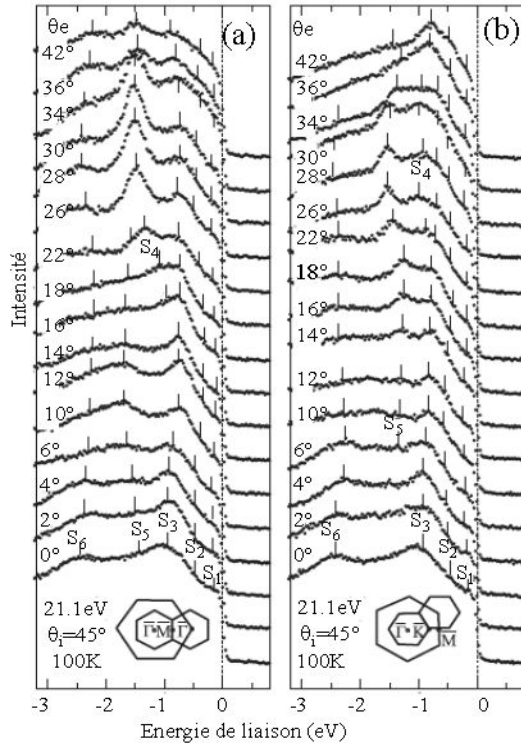 θe
42°
36°
34°
30°
28°
26°
22°
18°
16°
14°
12°
10°
6°
4°
2°
0°
(a)
S4
S6
S5
S3
S2
S1
21.1eV
θi=45°
100K
Γ̄
M̄
Γ̄
θe
42°
36°
34°
30°
28°
26°
22°
18°
16°
14°
12°
10°
6°
4°
2°
0°
(b)
S4
S5
S6
S3
S2
S1
21.1eV
θi=45°
100K
Γ̄
K̄
M̄
Intensité
-3 -2 -1 0
-3 -2 -1 0
Energie de liaison (eV)